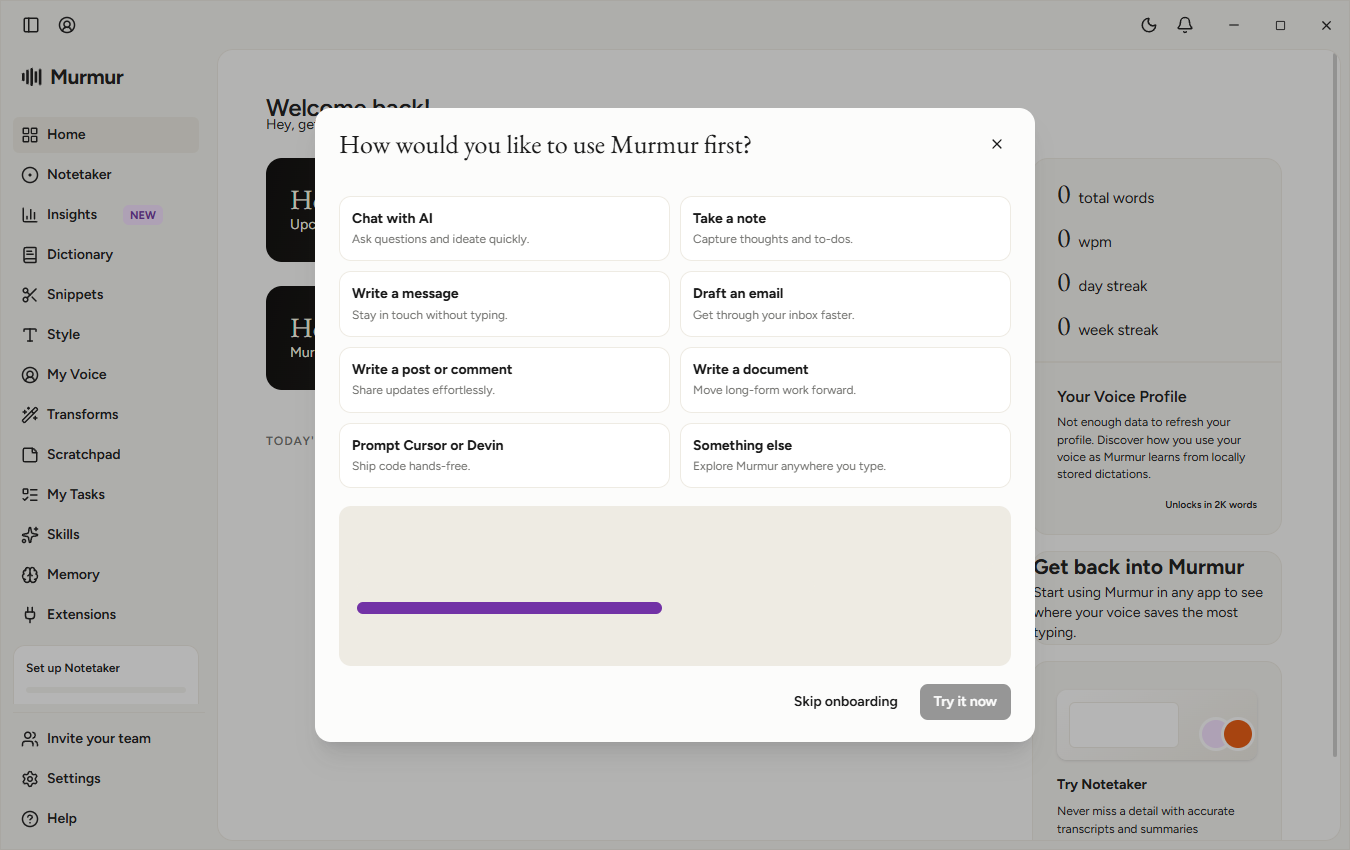 Murmur
Home
Notetaker
Insights NEW
Dictionary
Snippets
Style
My Voice
Transforms
Scratchpad
My Tasks
Skills
Memory
Extensions
Set up Notetaker
Invite your team
Settings
Help
Welcome back!
Hey, ge
TODAY'
How would you like to use Murmur first?
Chat with AI
Ask questions and ideate quickly.
Take a note
Capture thoughts and to-dos.
Write a message
Stay in touch without typing.
Draft an email
Get through your inbox faster.
Write a post or comment
Share updates effortlessly.
Write a document
Move long-form work forward.
Prompt Cursor or Devin
Ship code hands-free.
Something else
Explore Murmur anywhere you type.
Skip onboarding
Try it now
0 total words
0 wpm
0 day streak
0 week streak
Your Voice Profile
Not enough data to refresh your
profile. Discover how you use your
voice as Murmur learns from locally
stored dictations.
Unlocks in 2K words
Get back into Murmur
Start using Murmur in any app to see
where your voice saves the most
typing.
Try Notetaker
Never miss a detail with accurate
transcripts and summaries